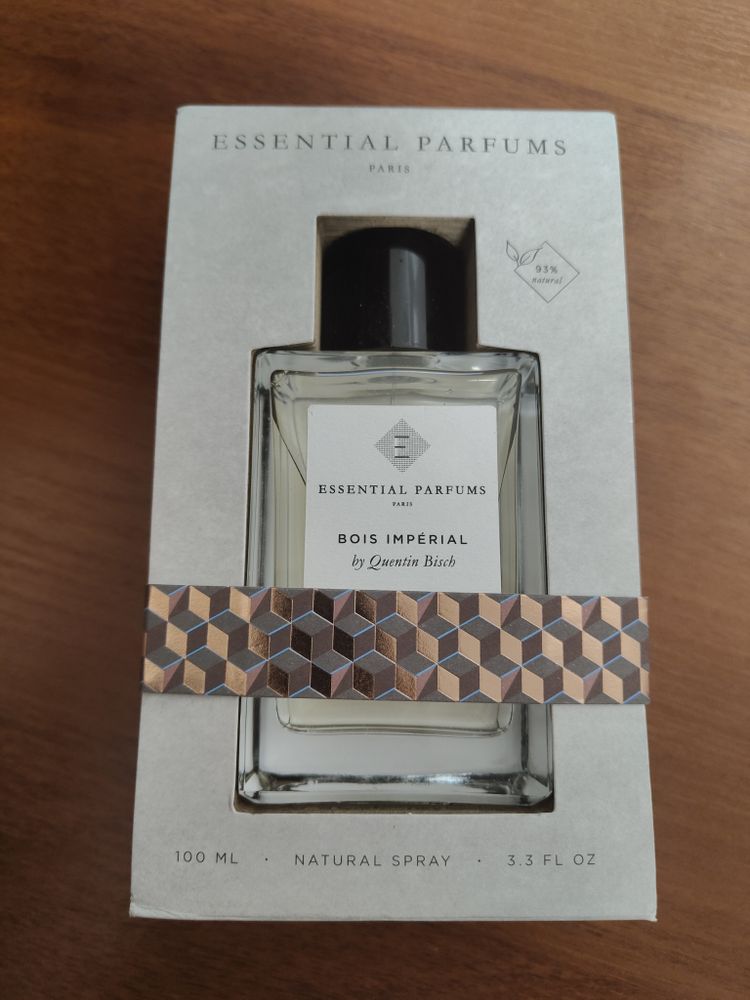 ESSENTIAL PARFUMS
PARIS
93%
natural
E
ESSENTIAL PARFUMS
PARIS
BOIS IMPÉRIAL
by Quentin Bisch
100 ML · NATURAL SPRAY · 3.3 FL OZ